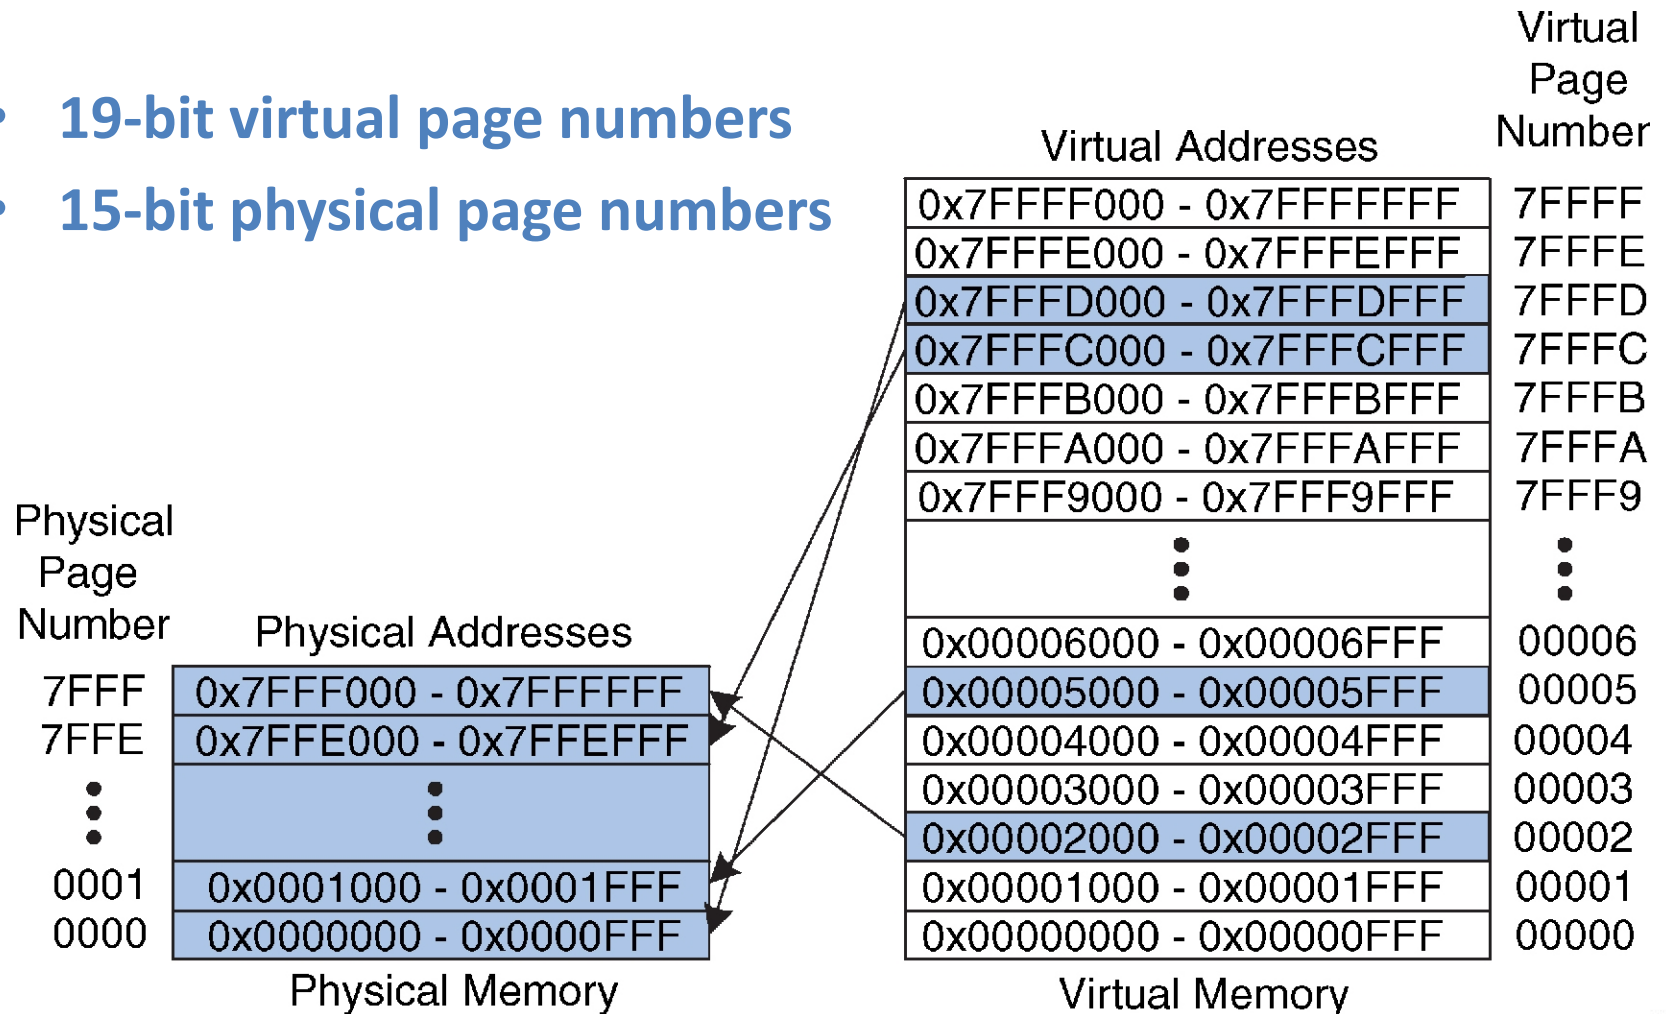 • 19-bit virtual page numbers
• 15-bit physical page numbers
Virtual
Page
Number
Virtual Addresses
0x7FFFF000 - 0x7FFFFFFF 7FFFF
0x7FFFE000 - 0x7FFFEFFF 7FFFE
0x7FFFD000 - 0x7FFFDFFF 7FFFD
0x7FFFC000 - 0x7FFFCFFF 7FFFC
0x7FFFB000 - 0x7FFFBFFF 7FFFB
0x7FFFA000 - 0x7FFFAFFF 7FFFA
0x7FFF9000 - 0x7FFF9FFF 7FFF9
0x00006000 - 0x00006FFF 00006
0x00005000 - 0x00005FFF 00005
0x00004000 - 0x00004FFF 00004
0x00003000 - 0x00003FFF 00003
0x00002000 - 0x00002FFF 00002
0x00001000 - 0x00001FFF 00001
0x00000000 - 0x00000FFF 00000
Virtual Memory
Physical
Page
Number
Physical Addresses
7FFF 0x7FFF000 - 0x7FFFFFF
7FFE 0x7FFE000 - 0x7FFEFFF
0001 0x0001000 - 0x0001FFF
0000 0x0000000 - 0x0000FFF
Physical Memory